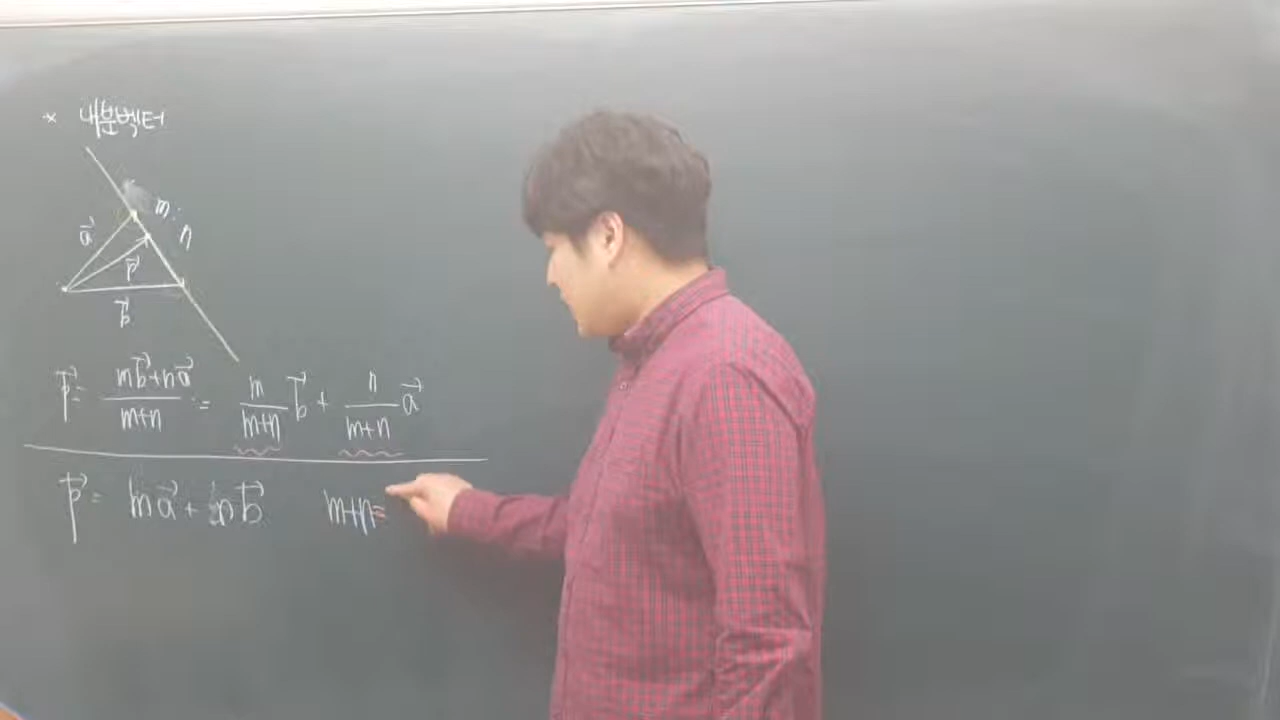 * 내분벡터
m:
a⃗ n
p⃗
b⃗
p⃗ = (mb⃗+na⃗)/(m+n) = m/(m+n) b⃗ + n/(m+n) a⃗
p⃗ = ma⃗ + nb⃗ m+n=